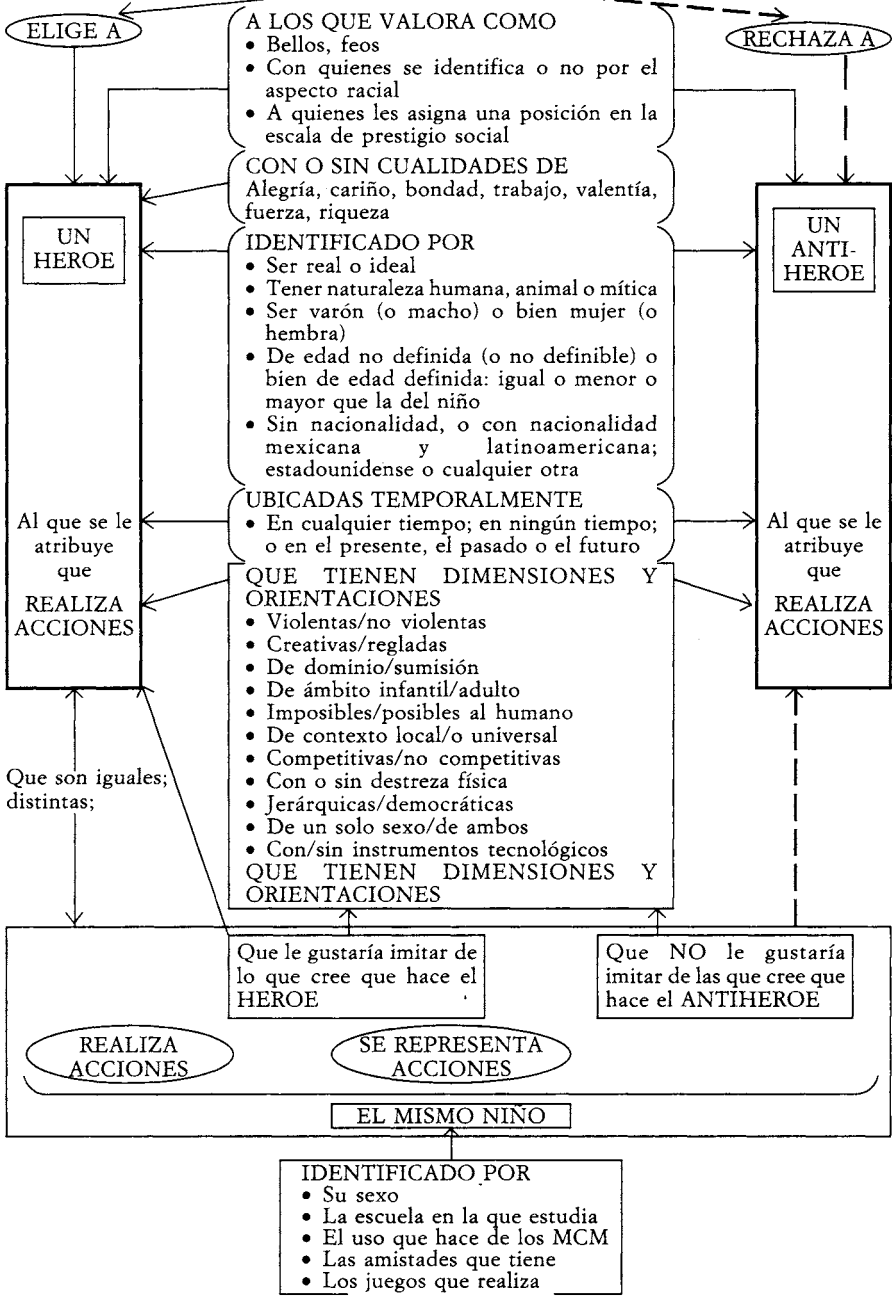 ELIGE A
RECHAZA A
A LOS QUE VALORA COMO
• Bellos, feos
• Con quienes se identifica o no por el
aspecto racial
• A quienes les asigna una posición en la
escala de prestigio social
CON O SIN CUALIDADES DE
Alegría, cariño, bondad, trabajo, valentía,
fuerza, riqueza
UN
HEROE
UN
ANTI-
HEROE
IDENTIFICADO POR
• Ser real o ideal
• Tener naturaleza humana, animal o mítica
• Ser varón (o macho) o bien mujer (o
hembra)
• De edad no definida (o no definible) o
bien de edad definida: igual o menor o
mayor que la del niño
• Sin nacionalidad, o con nacionalidad
mexicana y latinoamericana;
estadounidense o cualquier otra
UBICADAS TEMPORALMENTE
• En cualquier tiempo; en ningún tiempo;
o en el presente, el pasado o el futuro
Al que se le
atribuye
que
REALIZA
ACCIONES
Al que se le
atribuye
que
REALIZA
ACCIONES
QUE TIENEN DIMENSIONES Y
ORIENTACIONES
• Violentas/no violentas
• Creativas/regladas
• De dominio/sumisión
• De ámbito infantil/adulto
• Imposibles/posibles al humano
• De contexto local/o universal
• Competitivas/no competitivas
• Con o sin destreza física
• Jerárquicas/democráticas
• De un solo sexo/de ambos
• Con/sin instrumentos tecnológicos
QUE TIENEN DIMENSIONES Y
ORIENTACIONES
Que son iguales;
distintas;
Que le gustaría imitar de
lo que cree que hace el
HEROE
Que NO le gustaría
imitar de las que cree que
hace el ANTIHEROE
REALIZA
ACCIONES
SE REPRESENTA
ACCIONES
EL MISMO NIÑO
IDENTIFICADO POR
• Su sexo
• La escuela en la que estudia
• El uso que hace de los MCM
• Las amistades que tiene
• Los juegos que realiza